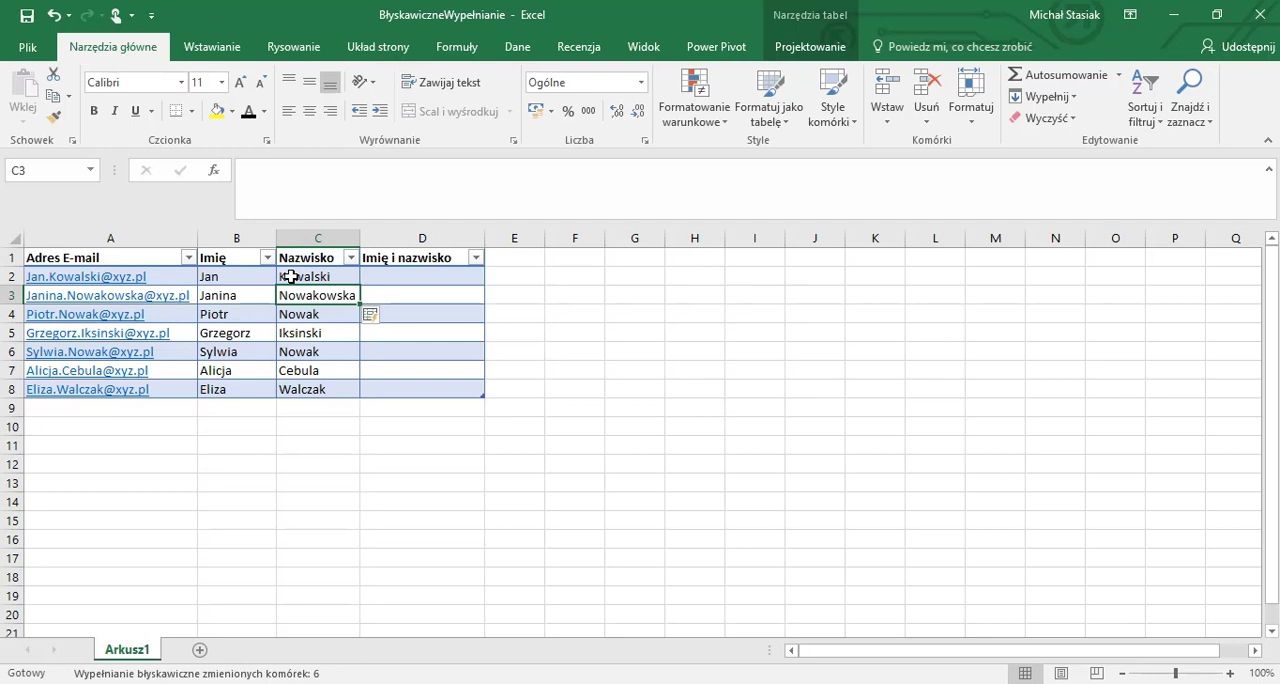 BłyskawiczneWypełnianie - Excel
Narzędzia tabel
Michał Stasiak
Plik
Narzędzia główne
Wstawianie
Rysowanie
Układ strony
Formuły
Dane
Recenzja
Widok
Power Pivot
Projektowanie
Powiedz mi, co chcesz zrobić
Udostępnij
Wklej
Calibri
11
A A
B I U
A
Zawijaj tekst
Scal i wyśrodkuj
Ogólne
% 000
Formatowanie warunkowe
Formatuj jako tabelę
Style komórki
Wstaw
Usuń
Formatuj
Autosumowanie
Wypełnij
Wyczyść
Sortuj i filtruj
Znajdź i zaznacz
Schowek
Czcionka
Wyrównanie
Liczba
Style
Komórki
Edytowanie
C3
fx
A B C D E F G H I J K L M N O P Q
1 Adres E-mail Imię Nazwisko Imię i nazwisko
2 Jan.Kowalski@xyz.pl Jan Kowalski
3 Janina.Nowakowska@xyz.pl Janina Nowakowska
4 Piotr.Nowak@xyz.pl Piotr Nowak
5 Grzegorz.Iksinski@xyz.pl Grzegorz Iksinski
6 Sylwia.Nowak@xyz.pl Sylwia Nowak
7 Alicja.Cebula@xyz.pl Alicja Cebula
8 Eliza.Walczak@xyz.pl Eliza Walczak
9
10
11
12
13
14
15
16
17
18
19
20
21
Arkusz1
Gotowy
Wypełnianie błyskawiczne zmienionych komórek: 6
100%